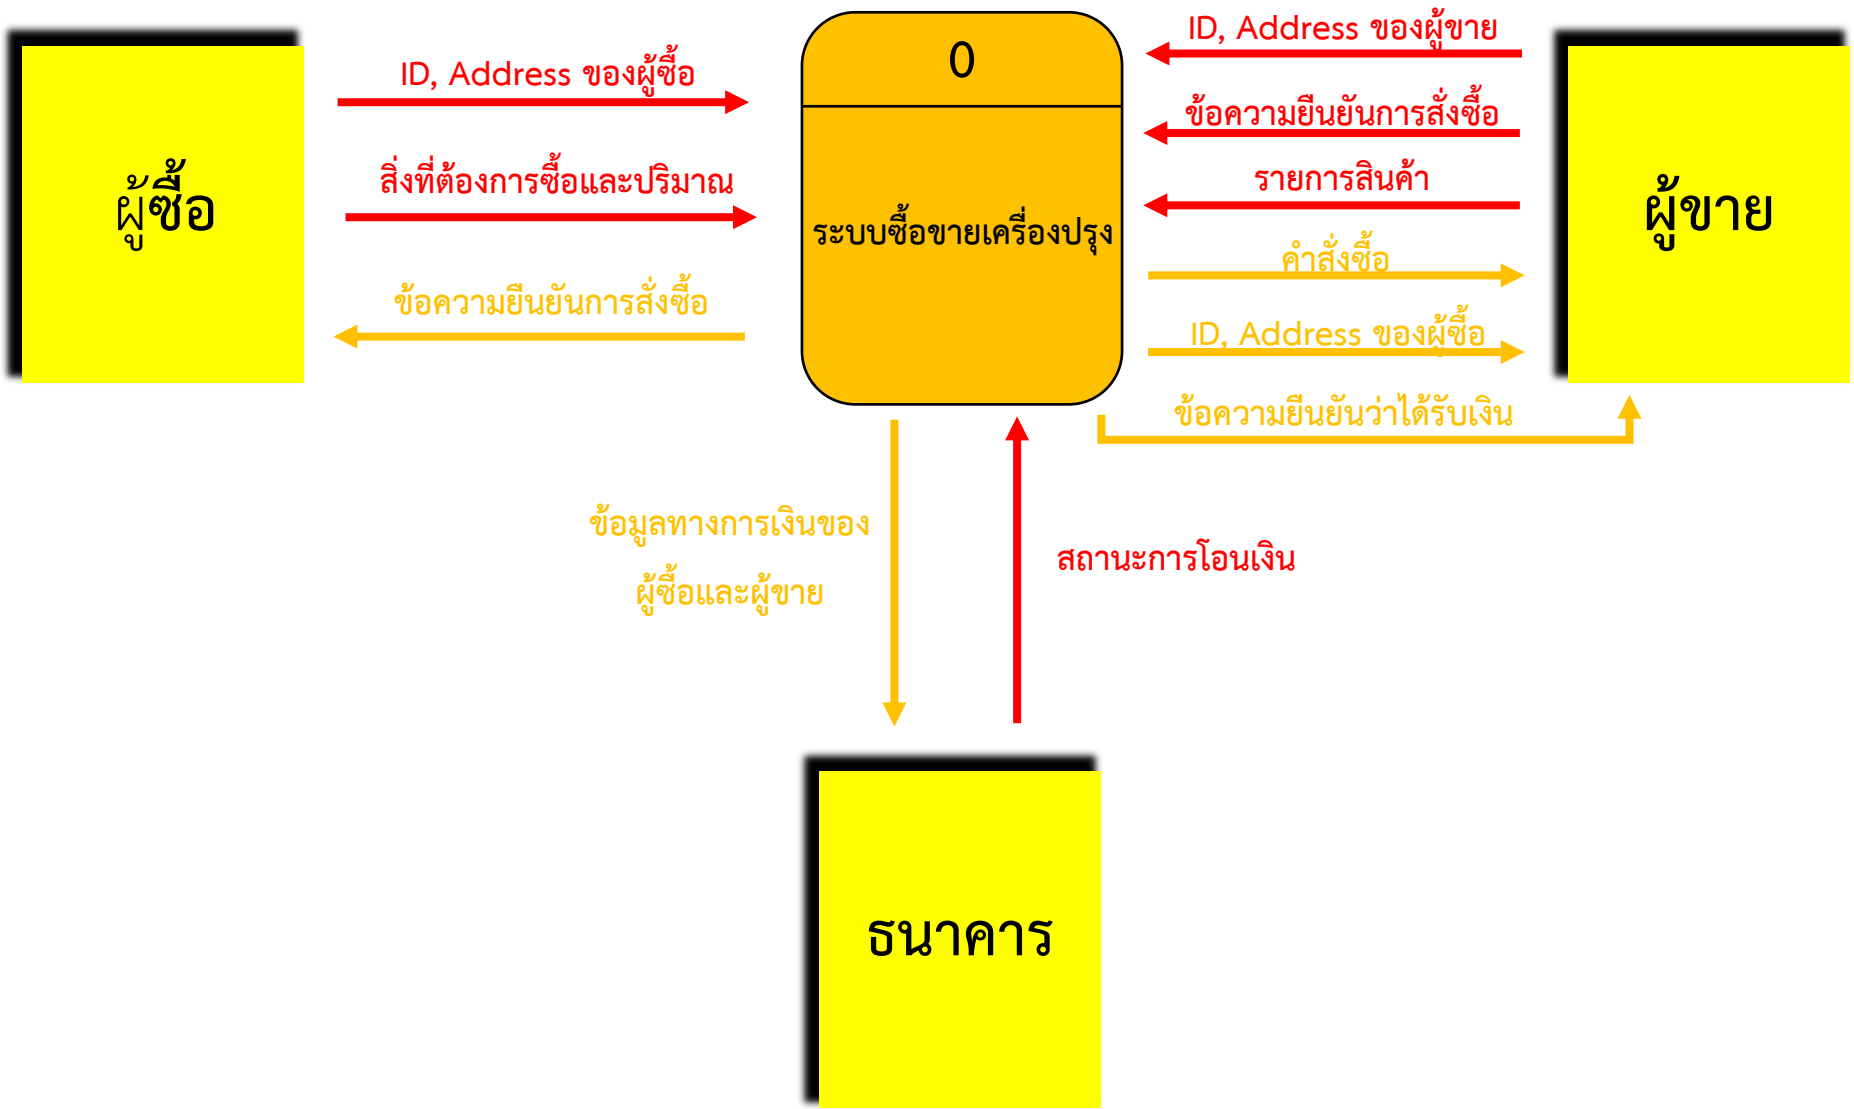 ผู้ซื้อ
ID, Address ของผู้ซื้อ
สิ่งที่ต้องการซื้อและปริมาณ
ข้อความยืนยันการสั่งซื้อ
0
ระบบซื้อขายเครื่องปรุง
ID, Address ของผู้ขาย
ข้อความยืนยันการสั่งซื้อ
รายการสินค้า
คำสั่งซื้อ
ID, Address ของผู้ซื้อ
ข้อความยืนยันว่าได้รับเงิน
ผู้ขาย
ข้อมูลทางการเงินของ
ผู้ซื้อและผู้ขาย
สถานะการโอนเงิน
ธนาคาร